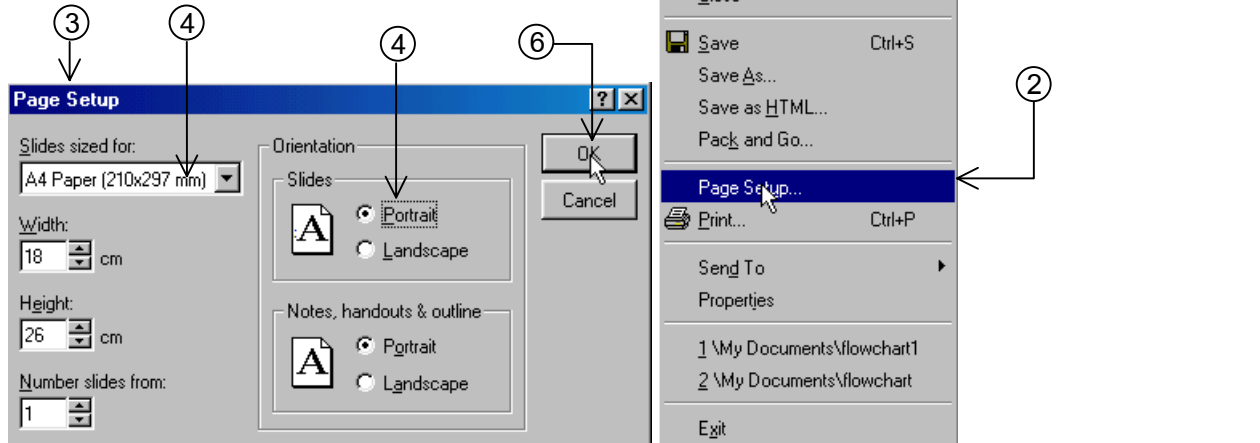 3
4
4
6
2
Page Setup
Slides sized for:
A4 Paper (210x297 mm)
Width:
18 cm
Height:
26 cm
Number slides from:
1
Orientation
Slides
A
Portrait
Landscape
Notes, handouts & outline
A
Portrait
Landscape
OK
Cancel
Save Ctrl+S
Save As...
Save as HTML...
Pack and Go...
Page Setup...
Print... Ctrl+P
Send To
Properties
1 \My Documents\flowchart1
2 \My Documents\flowchart
Exit